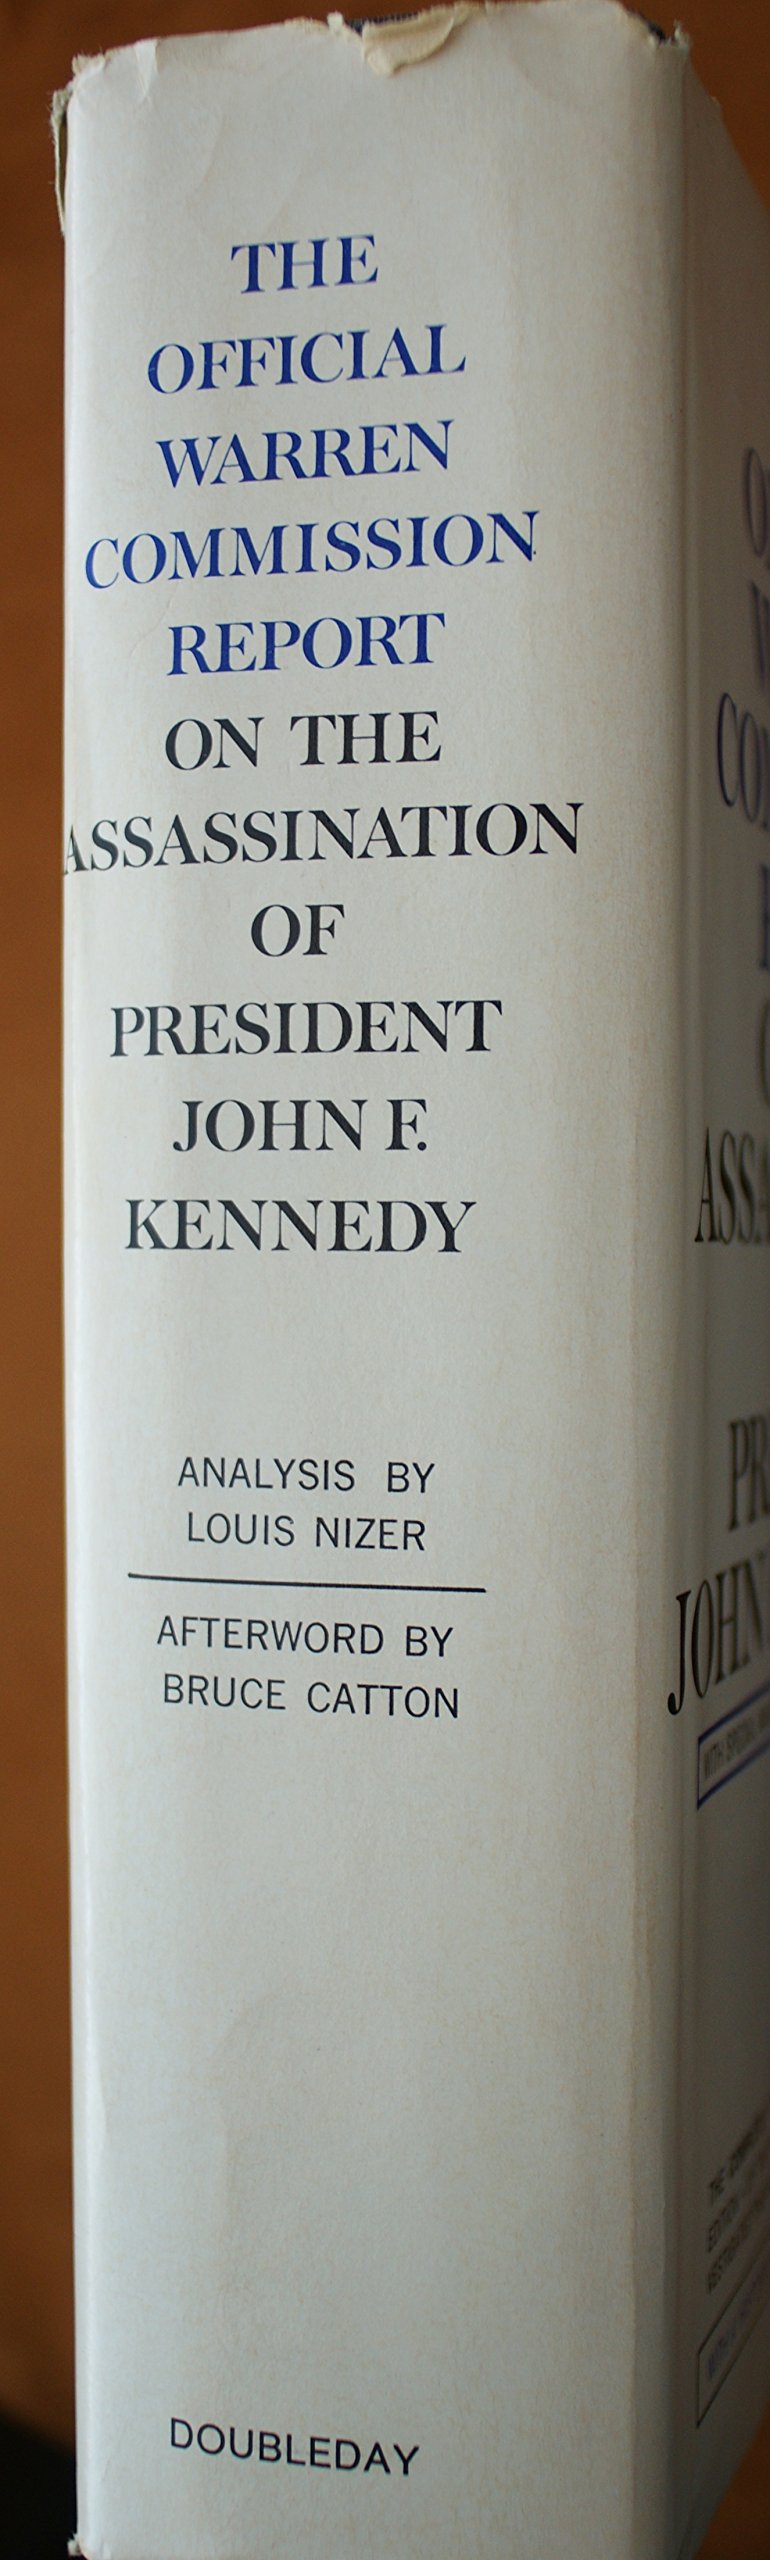 THE
OFFICIAL
WARREN
COMMISSION
REPORT
ON THE
ASSASSINATION
OF
PRESIDENT
JOHN F.
KENNEDY
ANALYSIS BY
LOUIS NIZER
AFTERWORD BY
BRUCE CATTON
DOUBLEDAY
JOHN